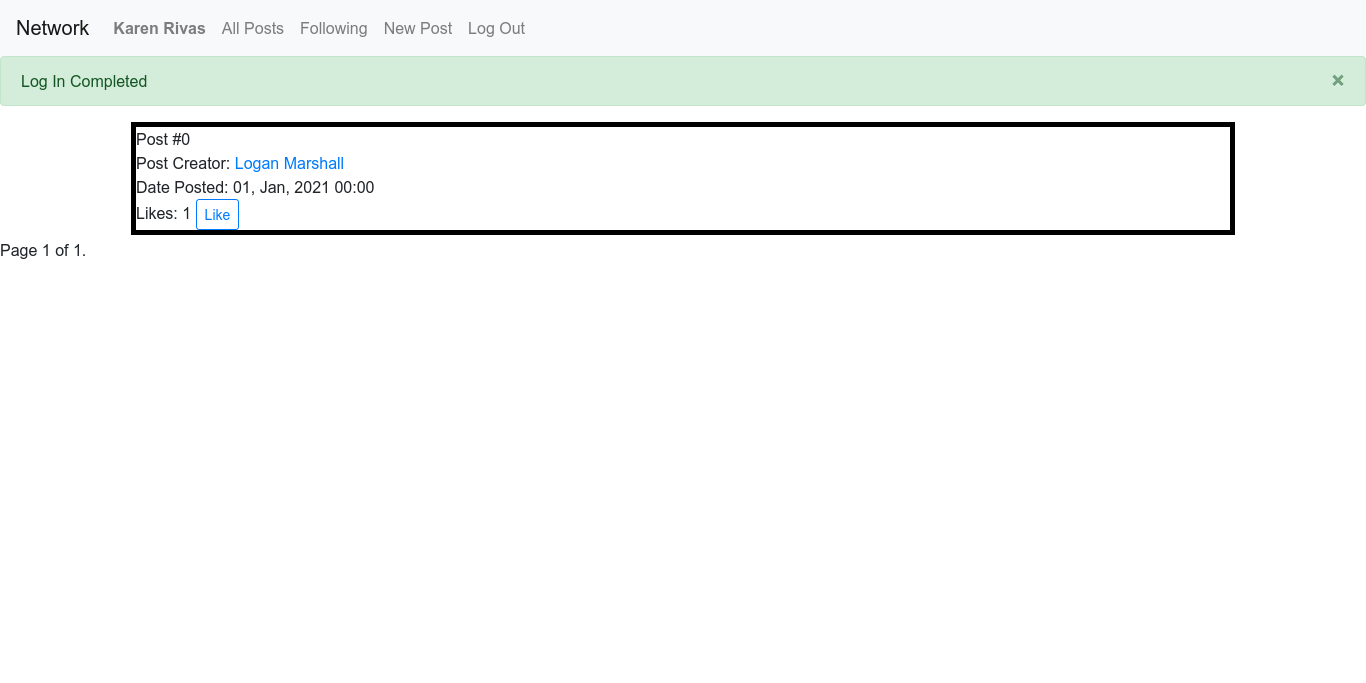 Network Karen Rivas All Posts Following New Post Log Out
Log In Completed ×
Post #0
Post Creator: Logan Marshall
Date Posted: 01, Jan, 2021 00:00
Likes: 1 Like
Page 1 of 1.